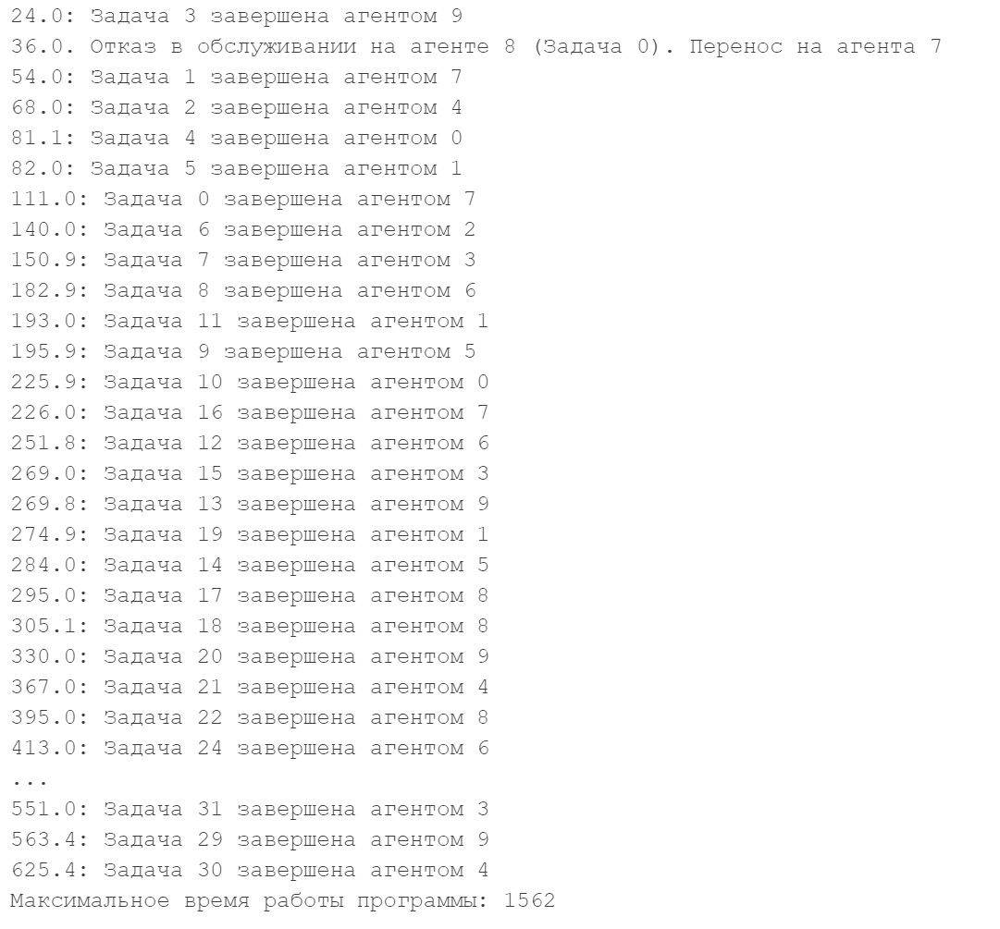 24.0: Задача 3 завершена агентом 9
36.0. Отказ в обслуживании на агенте 8 (Задача 0). Перенос на агента 7
54.0: Задача 1 завершена агентом 7
68.0: Задача 2 завершена агентом 4
81.1: Задача 4 завершена агентом 0
82.0: Задача 5 завершена агентом 1
111.0: Задача 0 завершена агентом 7
140.0: Задача 6 завершена агентом 2
150.9: Задача 7 завершена агентом 3
182.9: Задача 8 завершена агентом 6
193.0: Задача 11 завершена агентом 1
195.9: Задача 9 завершена агентом 5
225.9: Задача 10 завершена агентом 0
226.0: Задача 16 завершена агентом 7
251.8: Задача 12 завершена агентом 6
269.0: Задача 15 завершена агентом 3
269.8: Задача 13 завершена агентом 9
274.9: Задача 19 завершена агентом 1
284.0: Задача 14 завершена агентом 5
295.0: Задача 17 завершена агентом 8
305.1: Задача 18 завершена агентом 8
330.0: Задача 20 завершена агентом 9
367.0: Задача 21 завершена агентом 4
395.0: Задача 22 завершена агентом 8
413.0: Задача 24 завершена агентом 6
...
551.0: Задача 31 завершена агентом 3
563.4: Задача 29 завершена агентом 9
625.4: Задача 30 завершена агентом 4
Максимальное время работы программы: 1562